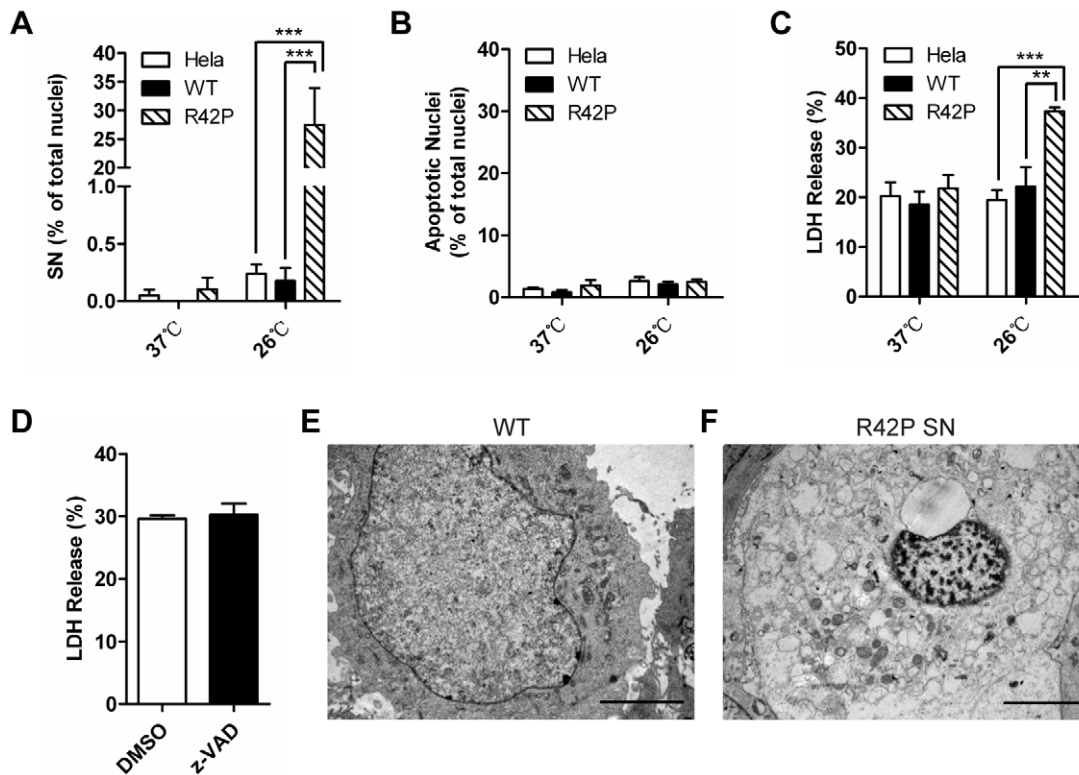 A
SN (% of total nuclei)
40
35
30
25
20
15
1.0
0.5
0.0
Hela
WT
R42P
***
***
37℃
26℃
B
Apoptotic Nuclei
(% of total nuclei)
40
30
20
10
0
Hela
WT
R42P
37℃
26℃
C
LDH Release (%)
50
40
30
20
10
0
Hela
WT
R42P
***
**
37℃
26℃
D
LDH Release (%)
40
30
20
10
0
DMSO
z-VAD
E
WT
F
R42P SN